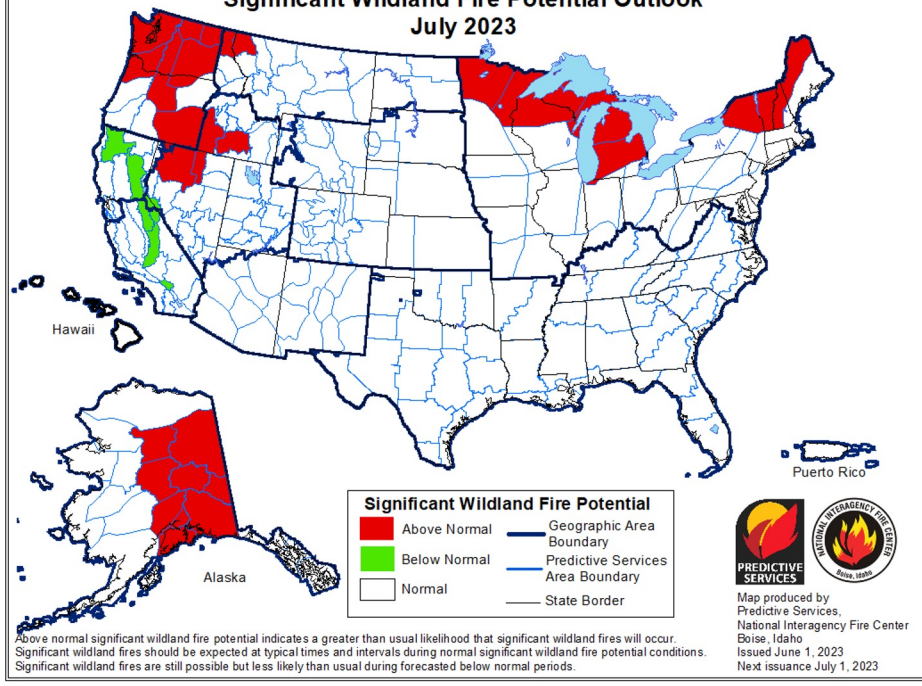 Significant Wildland Fire Potential Outlook
July 2023
Hawaii
Puerto Rico
Alaska
Significant Wildland Fire Potential
Above Normal
Below Normal
Normal
Geographic Area
Boundary
Predictive Services
Area Boundary
State Border
PREDICTIVE
SERVICES
NATIONAL INTERAGENCY FIRE CENTER
Boise, Idaho
Map produced by
Predictive Services,
National Interagency Fire Center
Boise, Idaho
Issued June 1, 2023
Next issuance July 1, 2023
Above normal significant wildland fire potential indicates a greater than usual likelihood that significant wildland fires will occur.
Significant wildland fires should be expected at typical times and intervals during normal significant wildland fire potential conditions.
Significant wildland fires are still possible but less likely than usual during forecasted below normal periods.